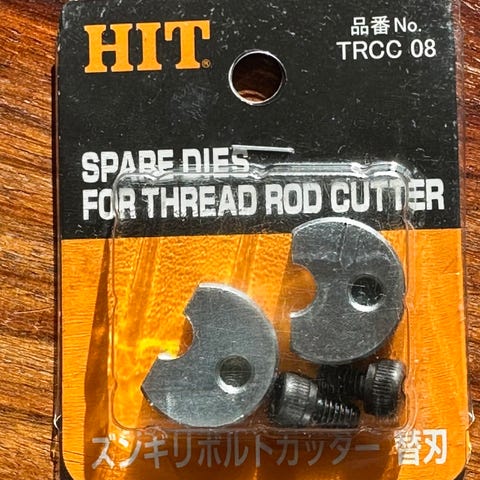 HIT®
品番 No.
TRCC 08
SPARE DIES
FOR THREAD ROD CUTTER
ズンキリボルトカッター 替刃